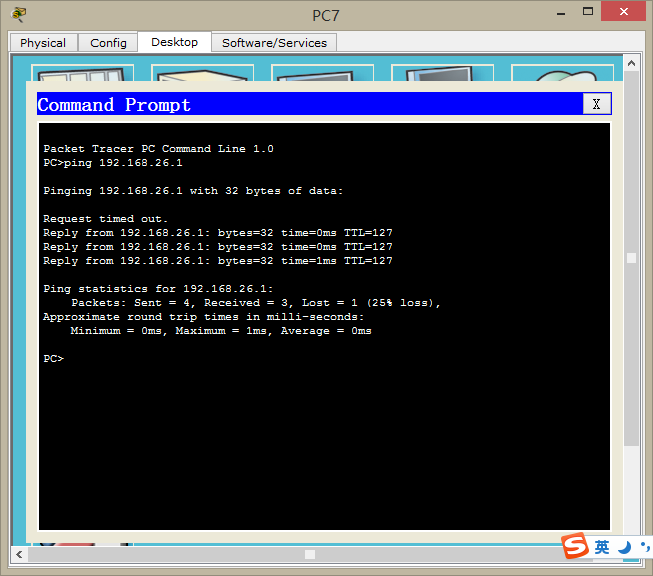 PC7
Physical Config Desktop Software/Services
Command Prompt X
Packet Tracer PC Command Line 1.0
PC>ping 192.168.26.1
Pinging 192.168.26.1 with 32 bytes of data:
Request timed out.
Reply from 192.168.26.1: bytes=32 time=0ms TTL=127
Reply from 192.168.26.1: bytes=32 time=0ms TTL=127
Reply from 192.168.26.1: bytes=32 time=1ms TTL=127
Ping statistics for 192.168.26.1:
Packets: Sent = 4, Received = 3, Lost = 1 (25% loss),
Approximate round trip times in milli-seconds:
Minimum = 0ms, Maximum = 1ms, Average = 0ms
PC>
S 英